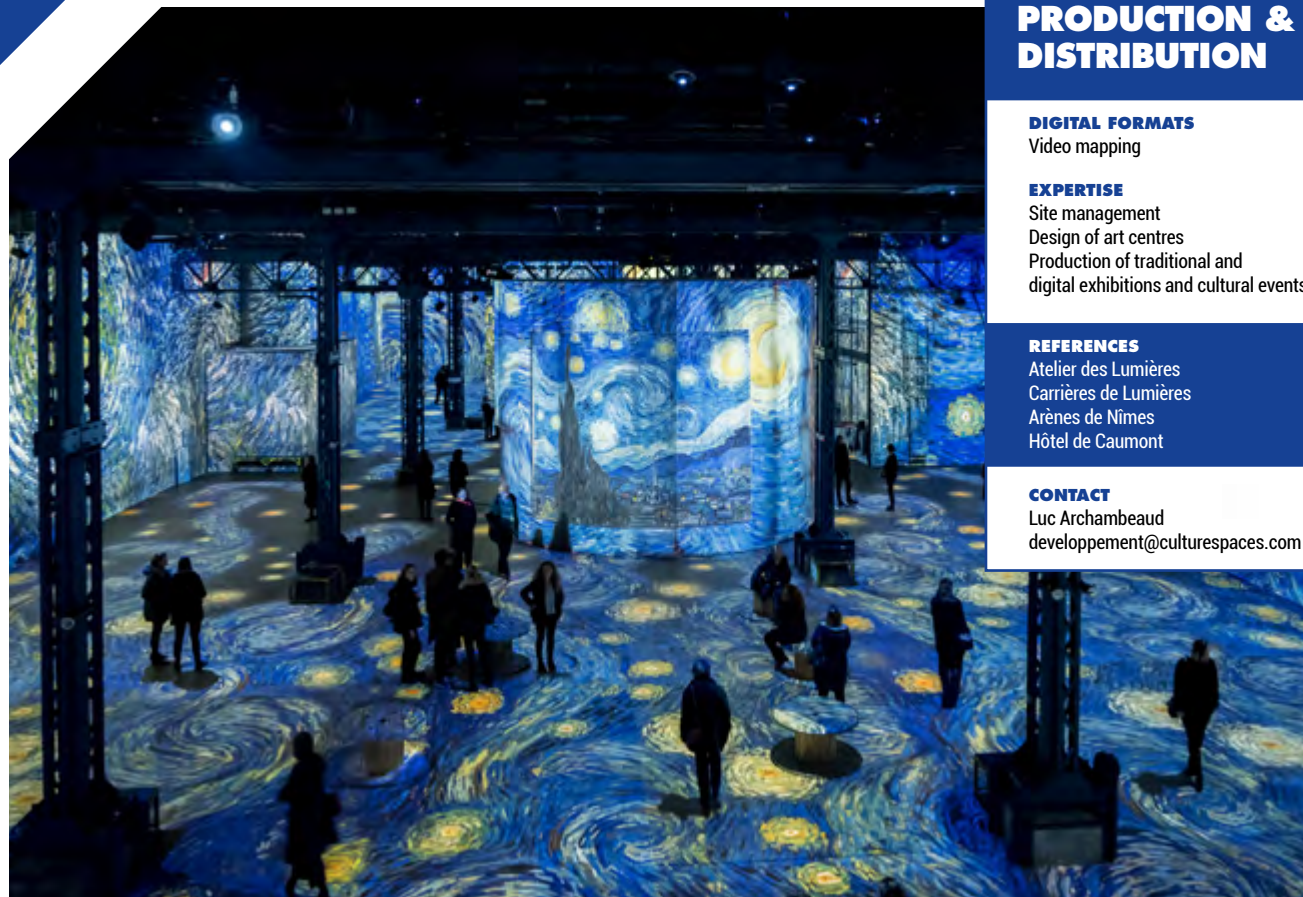 PRODUCTION &
DISTRIBUTION
DIGITAL FORMATS
Video mapping
EXPERTISE
Site management
Design of art centres
Production of traditional and
digital exhibitions and cultural events
REFERENCES
Atelier des Lumières
Carrières de Lumières
Arènes de Nîmes
Hôtel de Caumont
CONTACT
Luc Archambeaud
developpement@culturespaces.com